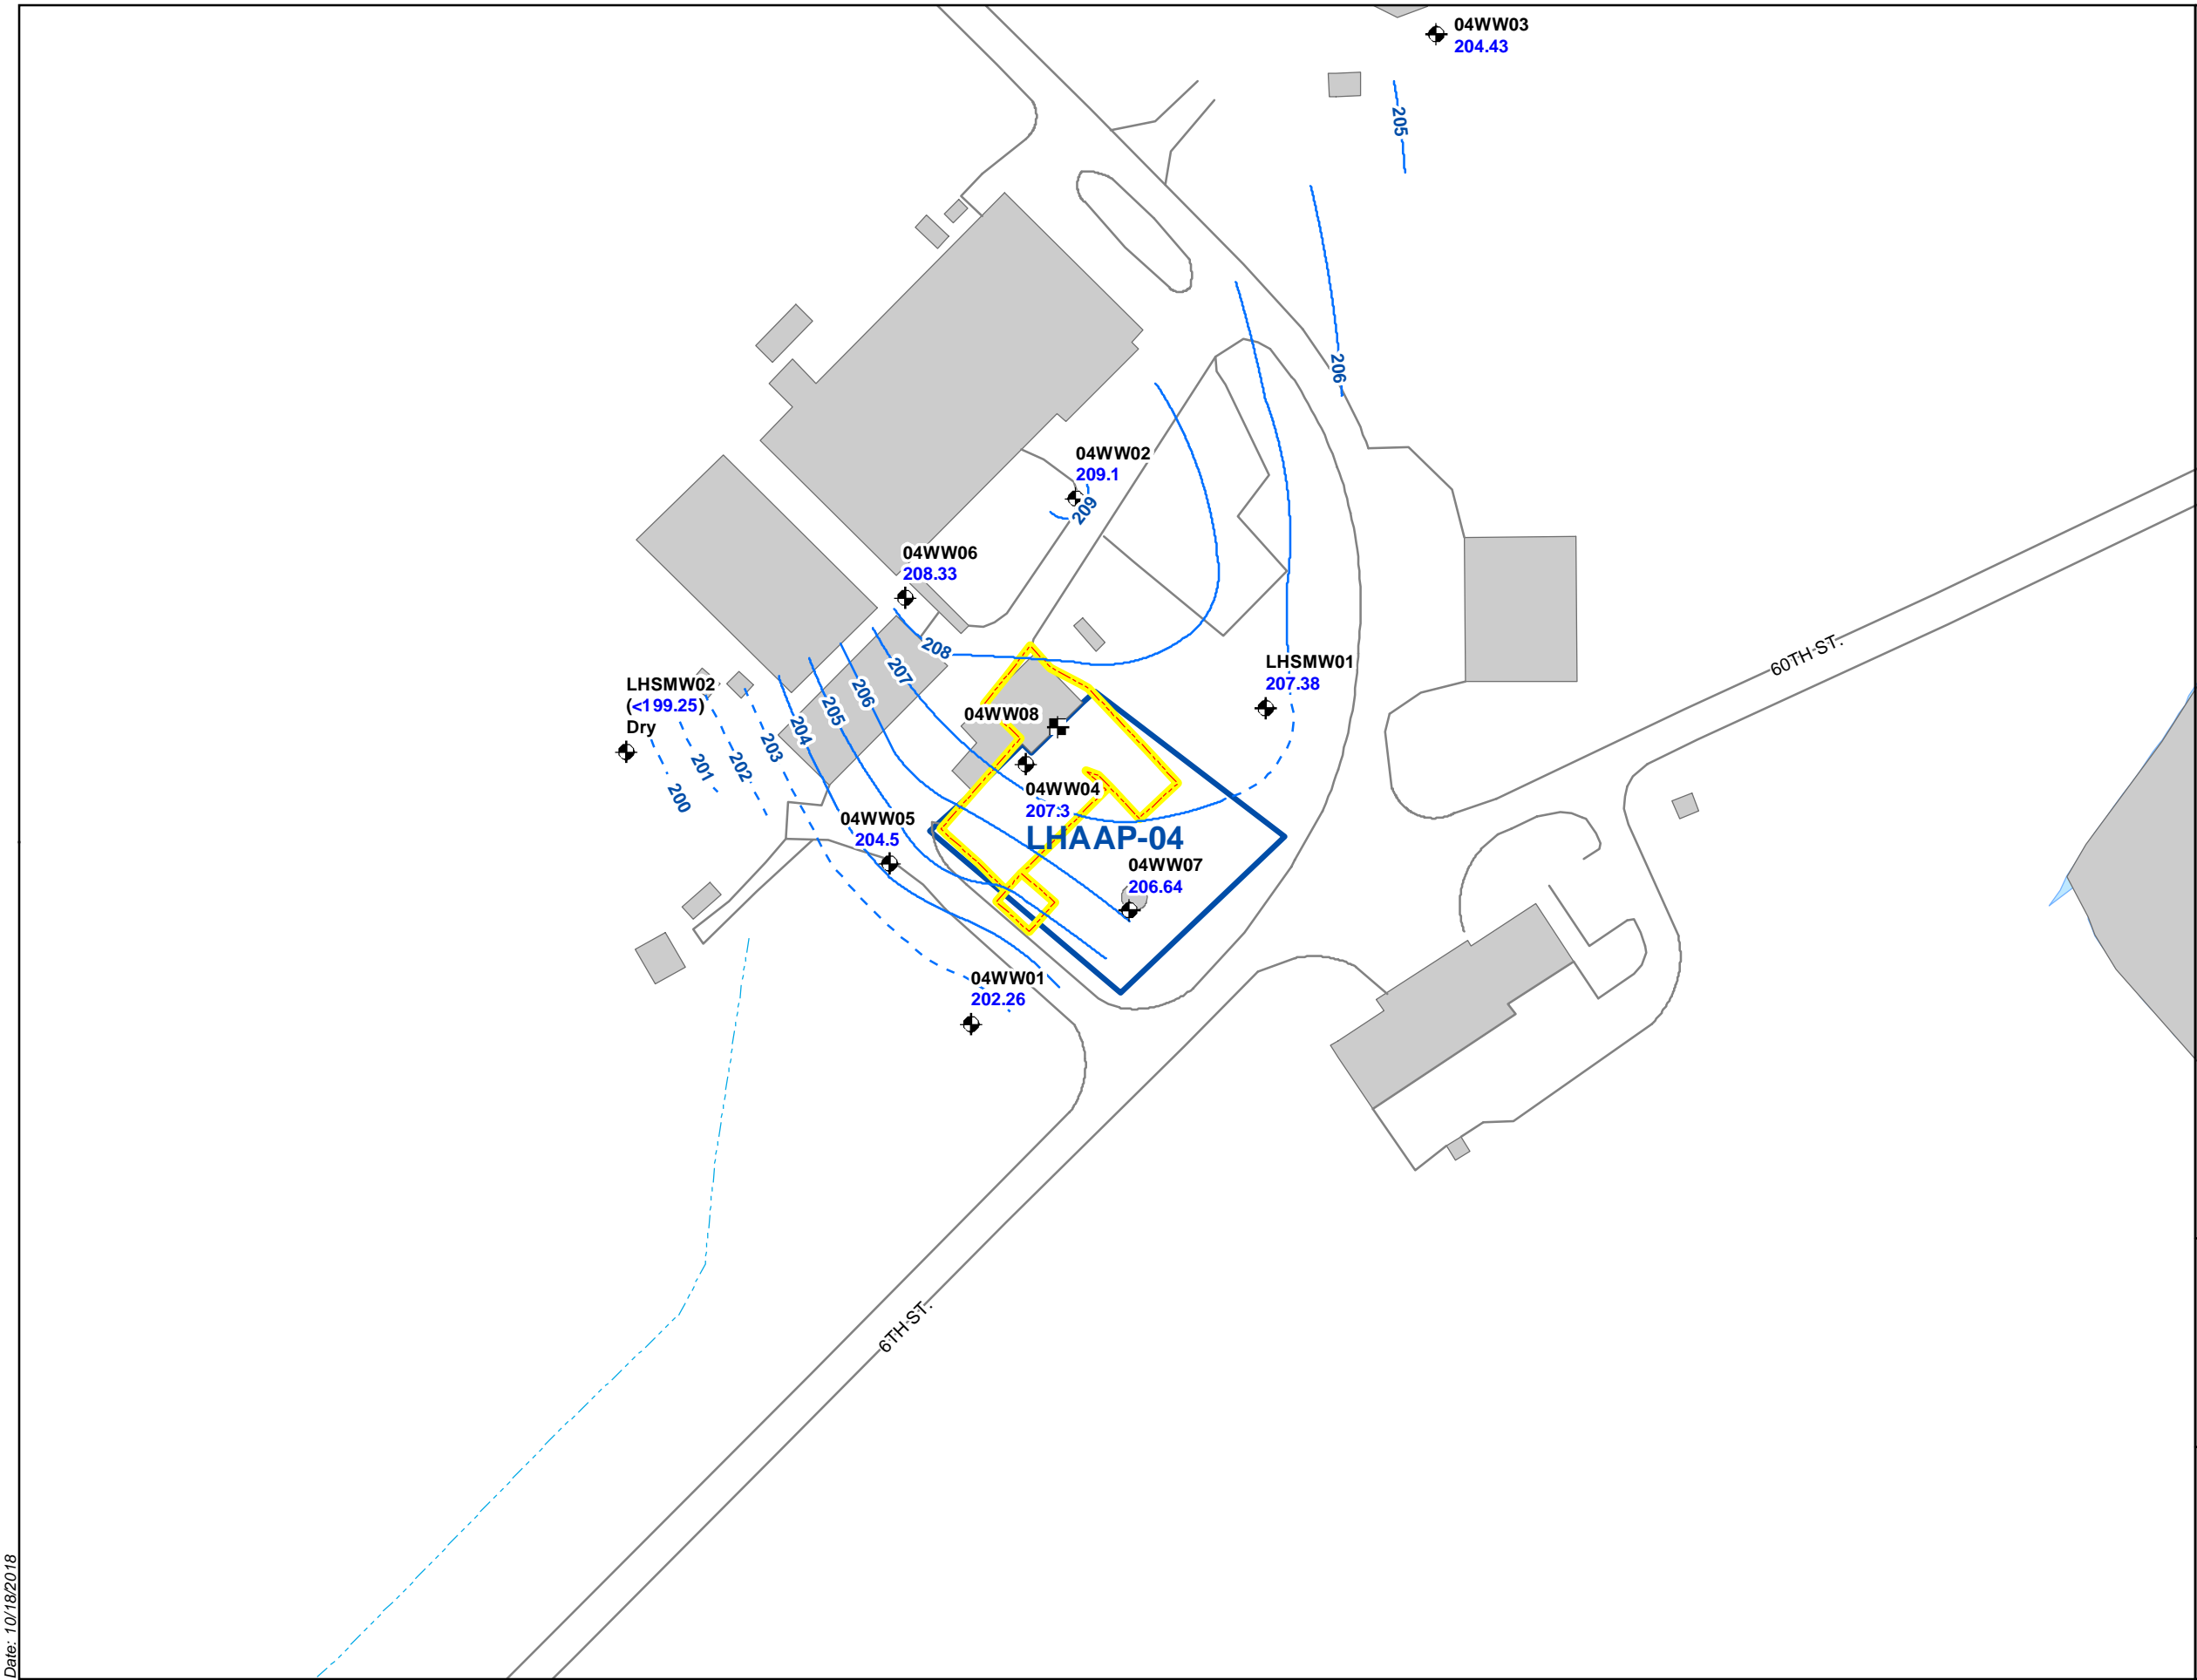 04WW03
204.43
205
206
04WW02
209.1
209
04WW06
208.33
208
207
206
205
204
203
202
201
200
LHSMW01
207.38
60TH ST.
LHSMW02
(<199.25)
Dry
04WW08
04WW04
207.3
04WW05
204.5
LHAAP-04
04WW07
206.64
04WW01
202.26
6TH ST.
Date: 10/18/2018